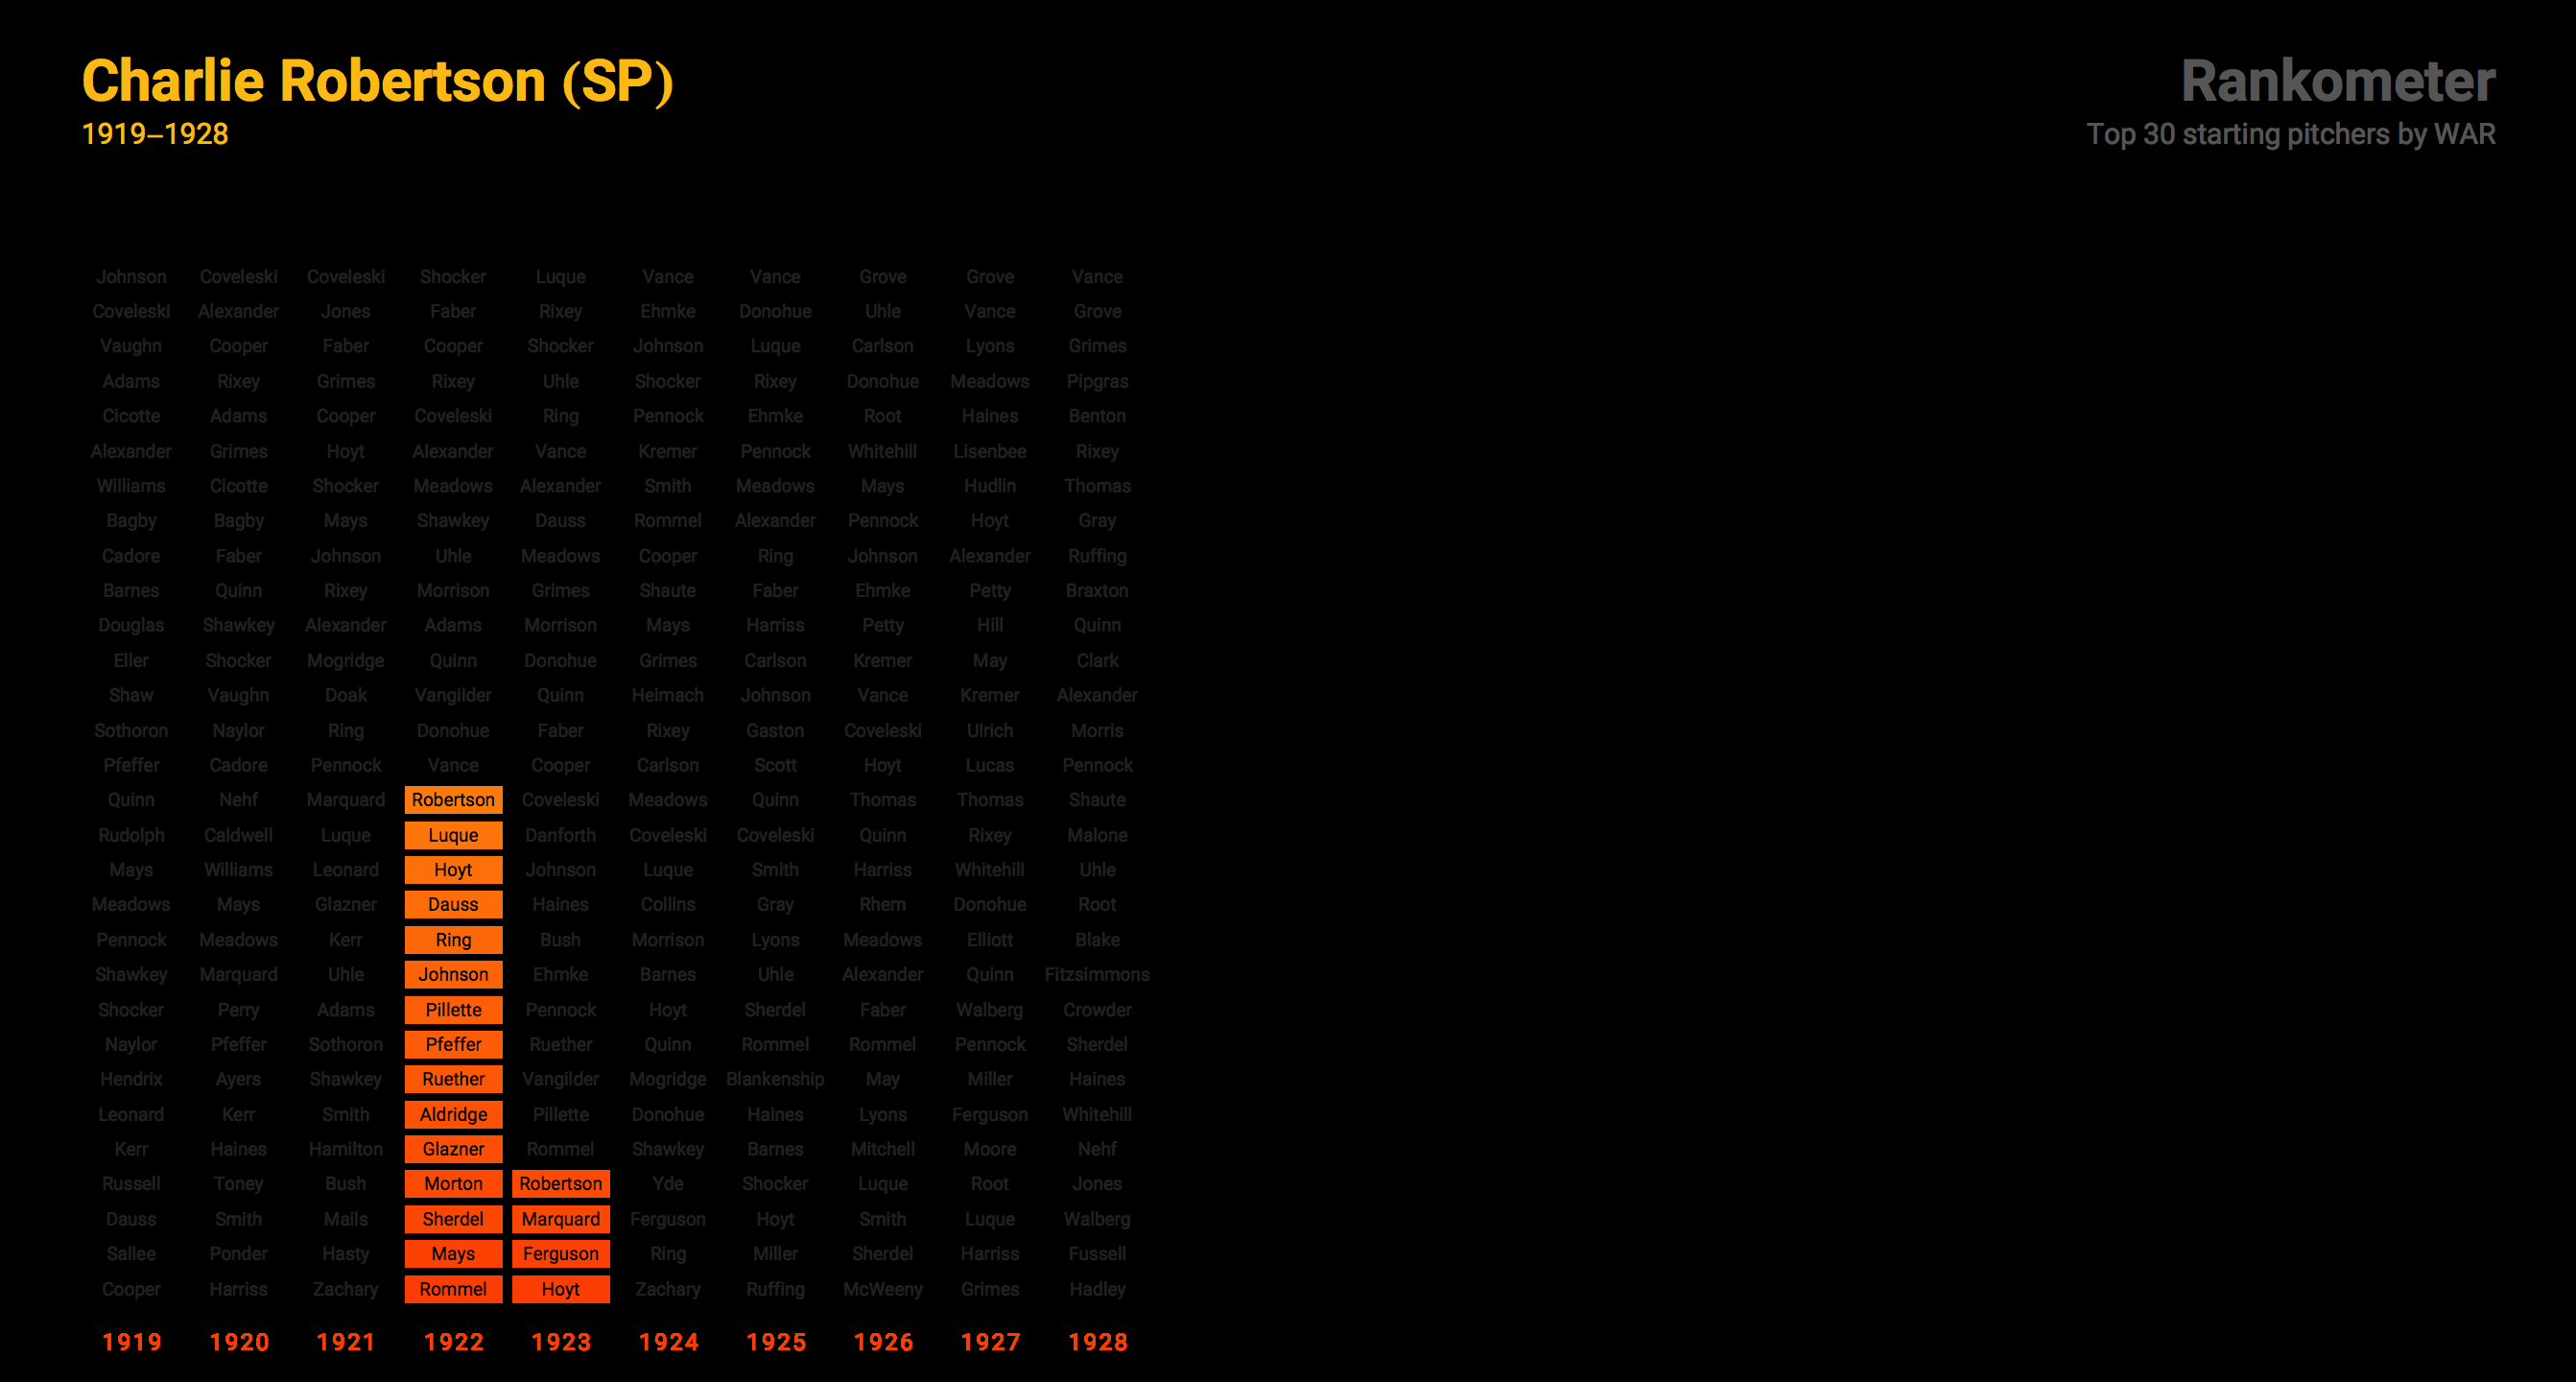 Charlie Robertson (SP)
1919–1928
Rankometer
Top 30 starting pitchers by WAR
Johnson Coveleski Coveleski Shocker Luque Vance Vance Grove Grove Vance
Coveleski Alexander Jones Faber Rixey Ehmke Donohue Uhle Vance Grove
Vaughn Cooper Faber Cooper Shocker Johnson Luque Carlson Lyons Grimes
Adams Rixey Grimes Rixey Uhle Shocker Rixey Donohue Meadows Pipgras
Cicotte Adams Cooper Coveleski Ring Pennock Ehmke Root Haines Benton
Alexander Grimes Hoyt Alexander Vance Kremer Pennock Whitehill Lisenbee Rixey
Williams Cicotte Shocker Meadows Alexander Smith Meadows Mays Hudlin Thomas
Bagby Bagby Mays Shawkey Dauss Rommel Alexander Pennock Hoyt Gray
Cadore Faber Johnson Uhle Meadows Cooper Ring Johnson Alexander Ruffing
Barnes Quinn Rixey Morrison Grimes Shaute Faber Ehmke Petty Braxton
Douglas Shawkey Alexander Adams Morrison Mays Harriss Petty Hill Quinn
Eller Shocker Mogridge Quinn Donohue Grimes Carlson Kremer May Clark
Shaw Vaughn Doak Vangilder Quinn Heimach Johnson Vance Kremer Alexander
Sothoron Naylor Ring Donohue Faber Rixey Gaston Coveleski Ulrich Morris
Pfeffer Cadore Pennock Vance Cooper Carlson Scott Hoyt Lucas Pennock
Quinn Nehf Marquard Robertson Coveleski Meadows Quinn Thomas Thomas Shaute
Rudolph Caldwell Luque Luque Danforth Coveleski Coveleski Quinn Rixey Malone
Mays Williams Leonard Hoyt Johnson Luque Smith Harriss Whitehill Uhle
Meadows Mays Glazner Dauss Haines Collins Gray Rhem Donohue Root
Pennock Meadows Kerr Ring Bush Morrison Lyons Meadows Elliott Blake
Shawkey Marquard Uhle Johnson Ehmke Barnes Uhle Alexander Quinn Fitzsimmons
Shocker Perry Adams Pillette Pennock Hoyt Sherdel Faber Walberg Crowder
Naylor Pfeffer Sothoron Pfeffer Ruether Quinn Rommel Rommel Pennock Sherdel
Hendrix Ayers Shawkey Ruether Vangilder Mogridge Blankenship May Miller Haines
Leonard Kerr Smith Aldridge Pillette Donohue Haines Lyons Ferguson Whitehill
Kerr Haines Hamilton Glazner Rommel Shawkey Barnes Mitchell Moore Nehf
Russell Toney Bush Morton Robertson Yde Shocker Luque Root Jones
Dauss Smith Mails Sherdel Marquard Ferguson Hoyt Smith Luque Walberg
Sallee Ponder Hasty Mays Ferguson Ring Miller Sherdel Harriss Fussell
Cooper Harriss Zachary Rommel Hoyt Zachary Ruffing McWeeny Grimes Hadley
1919 1920 1921 1922 1923 1924 1925 1926 1927 1928